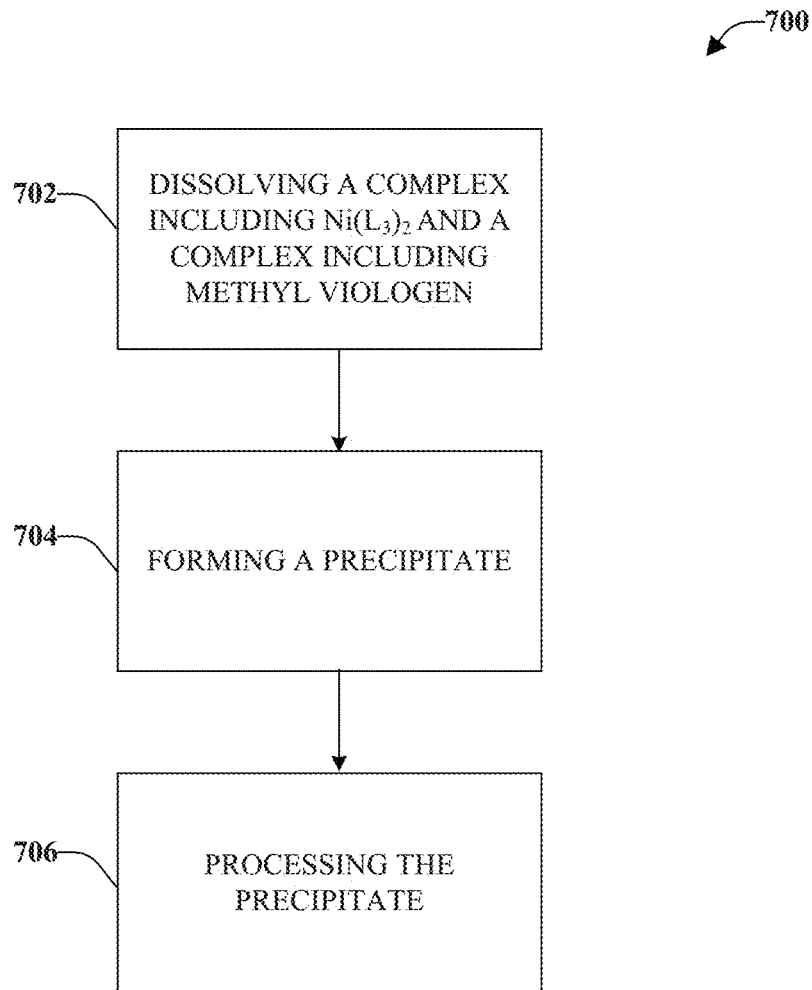 700
702
DISSOLVING A COMPLEX
INCLUDING Ni(L₃)₂ AND A
COMPLEX INCLUDING
METHYL VIOLOGEN
704
FORMING A PRECIPITATE
706
PROCESSING THE
PRECIPITATE